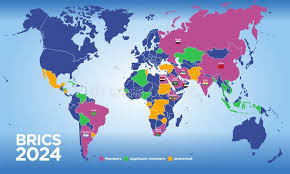 BRICS
2024
Members
Applicant members
Interested